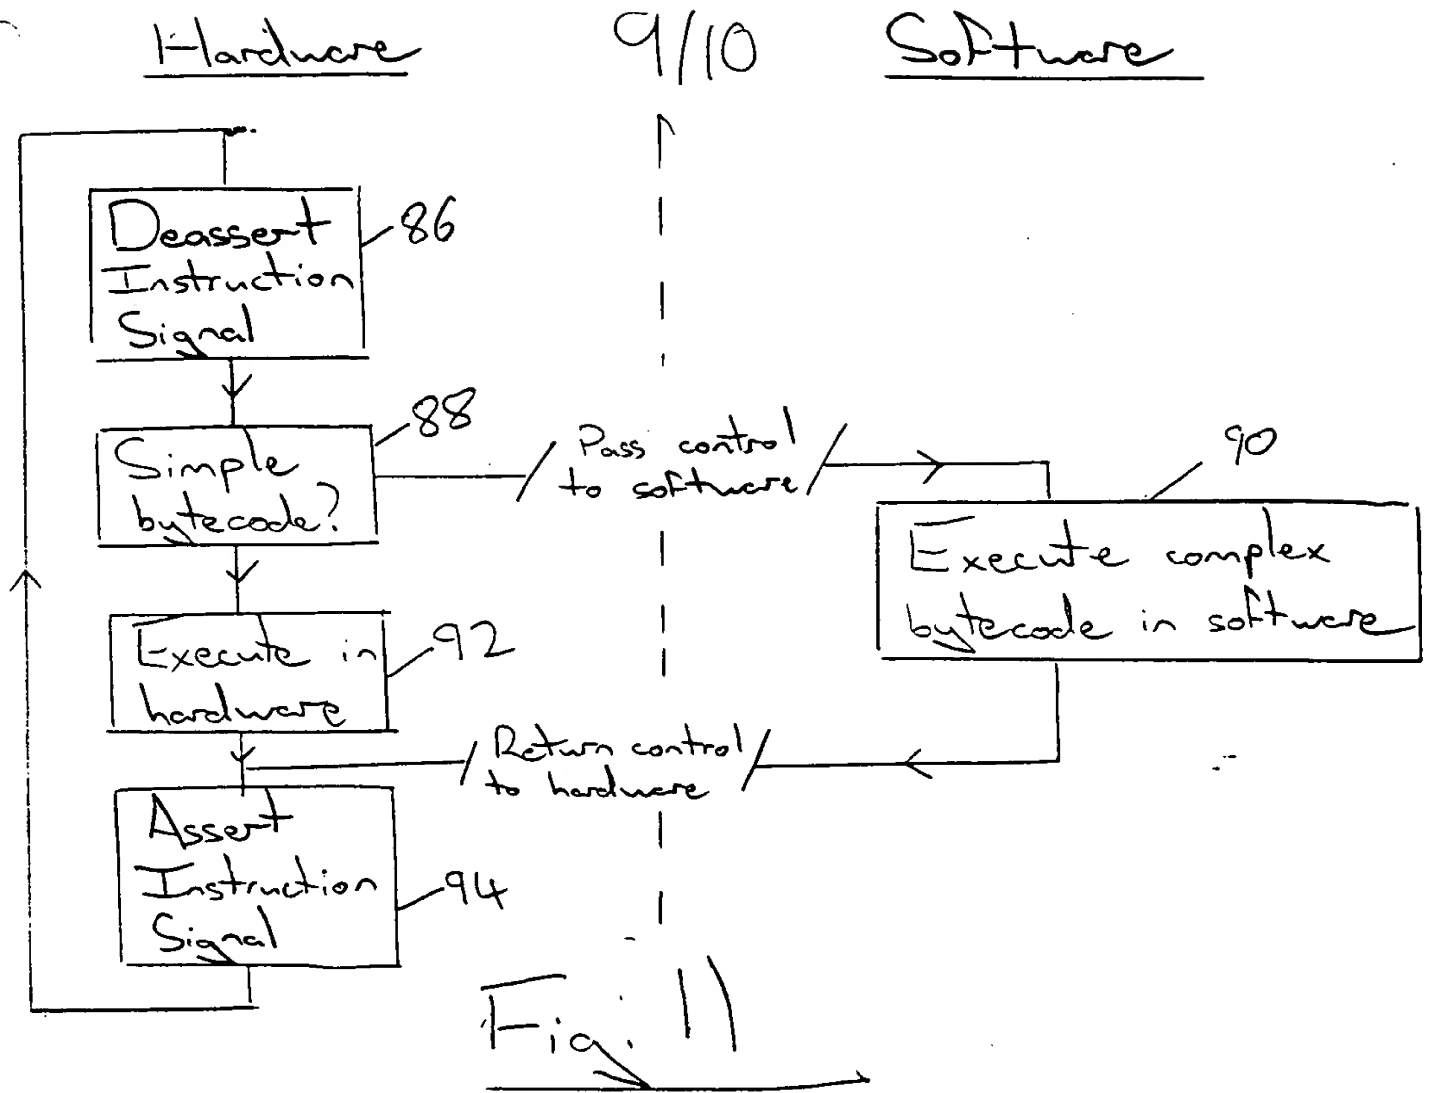 Hardware
9/10
Software
Deassert
Instruction
Signal
86
Simple
bytecode?
88
Pass control
to software
90
Execute complex
bytecode in software
Execute in
hardware
92
Return control
to hardware
Assert
Instruction
Signal
94
Fig. 11